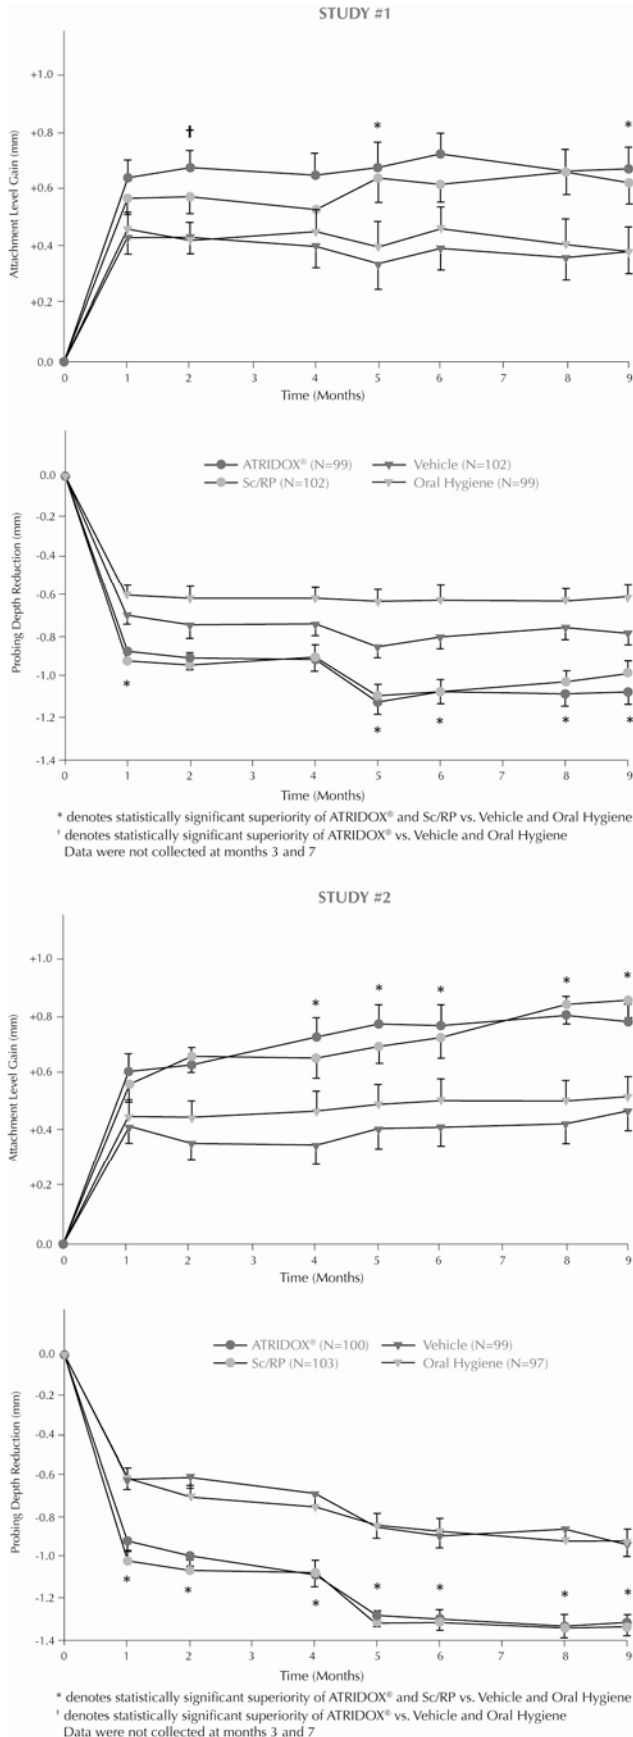 STUDY #1
Attachment Level Gain (mm)
+1.0
+0.8
+0.6
+0.4
+0.2
0.0
†
*
*
0 1 2 3 4 5 6 7 8 9
Time (Months)
Probing Depth Reduction (mm)
0.0
-0.2
-0.4
-0.6
-0.8
-1.0
-1.2
-1.4
ATRIDOX® (N=99) Vehicle (N=102)
Sc/RP (N=102) Oral Hygiene (N=99)
*
* * * *
0 1 2 3 4 5 6 7 8 9
Time (Months)
* denotes statistically significant superiority of ATRIDOX® and Sc/RP vs. Vehicle and Oral Hygiene
† denotes statistically significant superiority of ATRIDOX® vs. Vehicle and Oral Hygiene
Data were not collected at months 3 and 7
STUDY #2
Attachment Level Gain (mm)
+1.0
+0.8
+0.6
+0.4
+0.2
0.0
* * * * *
0 1 2 3 4 5 6 7 8 9
Time (Months)
Probing Depth Reduction (mm)
0.0
-0.2
-0.4
-0.6
-0.8
-1.0
-1.2
-1.4
ATRIDOX® (N=100) Vehicle (N=99)
Sc/RP (N=103) Oral Hygiene (N=97)
* * * * * * *
0 1 2 3 4 5 6 7 8 9
Time (Months)
* denotes statistically significant superiority of ATRIDOX® and Sc/RP vs. Vehicle and Oral Hygiene
† denotes statistically significant superiority of ATRIDOX® vs. Vehicle and Oral Hygiene
Data were not collected at months 3 and 7